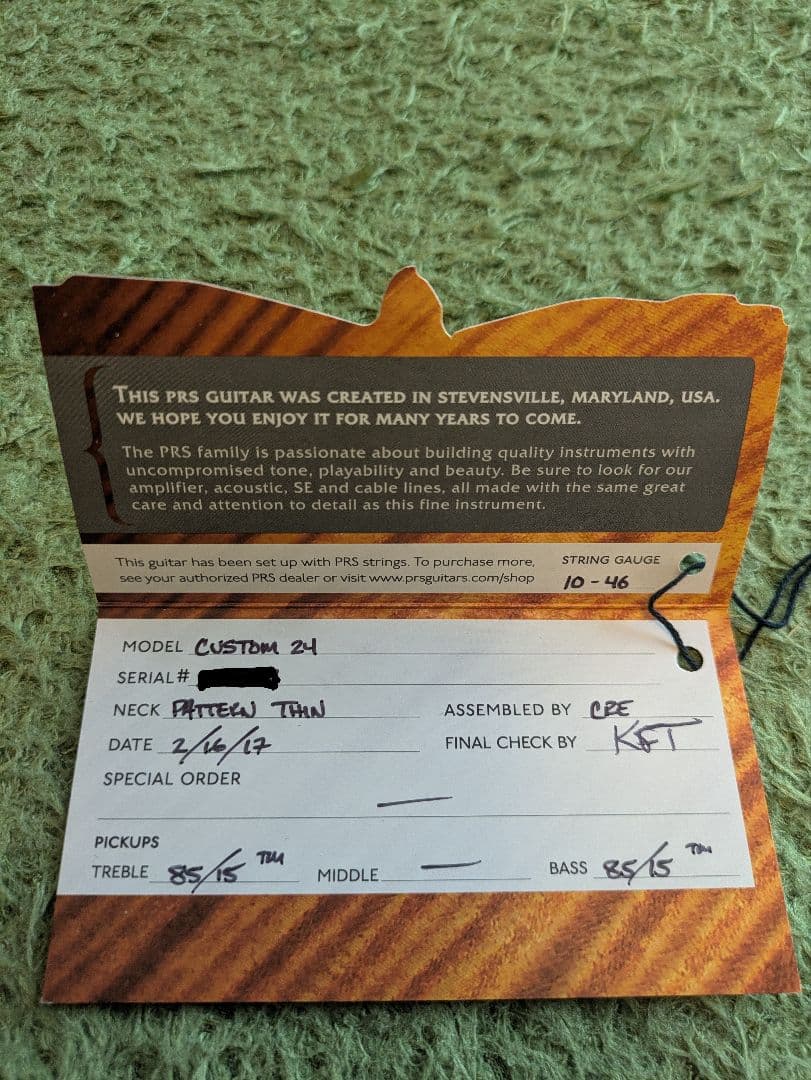 THIS PRS GUITAR WAS CREATED IN STEVENSVILLE, MARYLAND, USA.
WE HOPE YOU ENJOY IT FOR MANY YEARS TO COME.
The PRS family is passionate about building quality instruments with
uncompromised tone, playability and beauty. Be sure to look for our
amplifier, acoustic, SE and cable lines, all made with the same great
care and attention to detail as this fine instrument.
This guitar has been set up with PRS strings. To purchase more,
see your authorized PRS dealer or visit www.prsguitars.com/shop
STRING GAUGE
10-46
MODEL CUSTOM 24
SERIAL#
NECK PATTERN THIN
ASSEMBLED BY CRE
DATE 2/16/17
FINAL CHECK BY KFT
SPECIAL ORDER —
PICKUPS
TREBLE 85/15 TM MIDDLE — BASS 85/15 TM